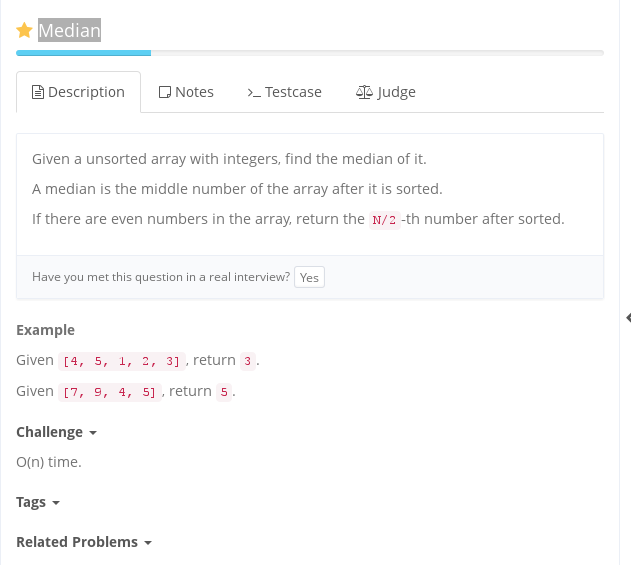 Median
Description Notes Testcase Judge
Given a unsorted array with integers, find the median of it.
A median is the middle number of the array after it is sorted.
If there are even numbers in the array, return the N/2-th number after sorted.
Have you met this question in a real interview? Yes
Example
Given [4, 5, 1, 2, 3], return 3.
Given [7, 9, 4, 5], return 5.
Challenge
O(n) time.
Tags
Related Problems